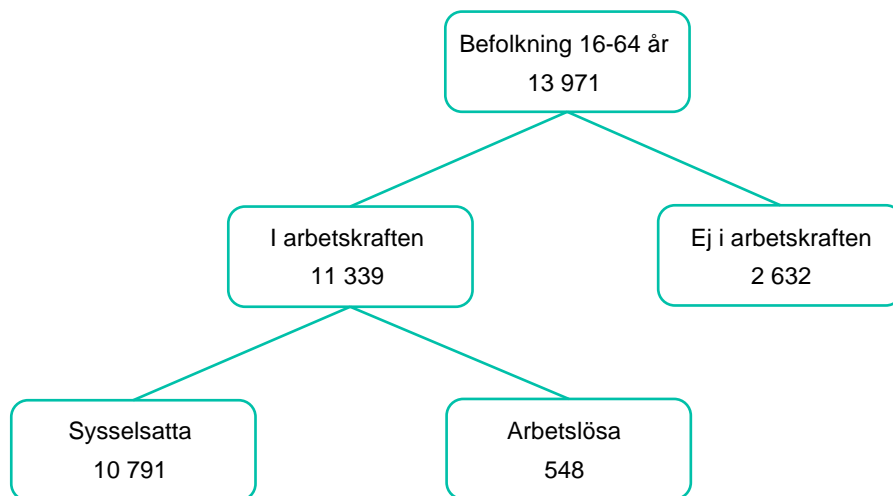 Befolkning 16-64 år
13 971
I arbetskraften
11 339
Ej i arbetskraften
2 632
Sysselsatta
10 791
Arbetslösa
548